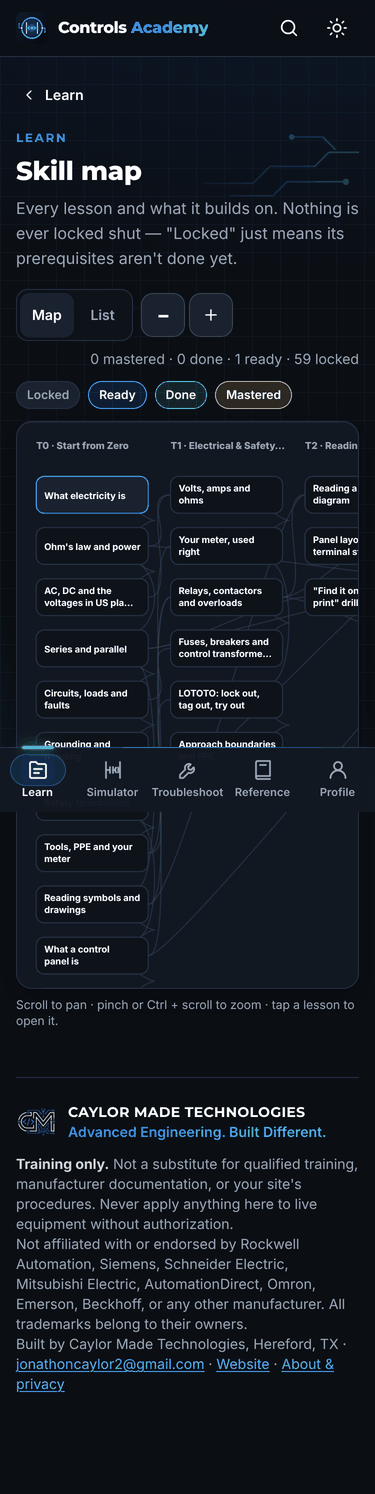 Controls Academy
Learn
LEARN
Skill map
Every lesson and what it builds on. Nothing is
ever locked shut — "Locked" just means its
prerequisites aren't done yet.
Map
List
-
+
0 mastered · 0 done · 1 ready · 59 locked
Locked
Ready
Done
Mastered
T0 · Start from Zero
What electricity is
Ohm's law and power
AC, DC and the
voltages in US pla...
Series and parallel
Circuits, loads and
faults
Grounding and
T1 · Electrical & Safety...
Volts, amps and
ohms
Your meter, used
right
Relays, contactors
and overloads
Fuses, breakers and
control transforme...
LOTOTO: lock out,
tag out, try out
Approach boundaries
T2 · Readin
Reading a
diagram
Panel layo
terminal s
"Find it on
print" drill
Learn
Simulator
Troubleshoot
Reference
Profile
Tools, PPE and your
meter
Reading symbols and
drawings
What a control
panel is
Scroll to pan · pinch or Ctrl + scroll to zoom · tap a lesson to
open it.
CM
CAYLOR MADE TECHNOLOGIES
Advanced Engineering. Built Different.
Training only. Not a substitute for qualified training,
manufacturer documentation, or your site's
procedures. Never apply anything here to live
equipment without authorization.
Not affiliated with or endorsed by Rockwell
Automation, Siemens, Schneider Electric,
Mitsubishi Electric, AutomationDirect, Omron,
Emerson, Beckhoff, or any other manufacturer. All
trademarks belong to their owners.
Built by Caylor Made Technologies, Hereford, TX ·
jonathoncaylor2@gmail.com · Website · About &
privacy